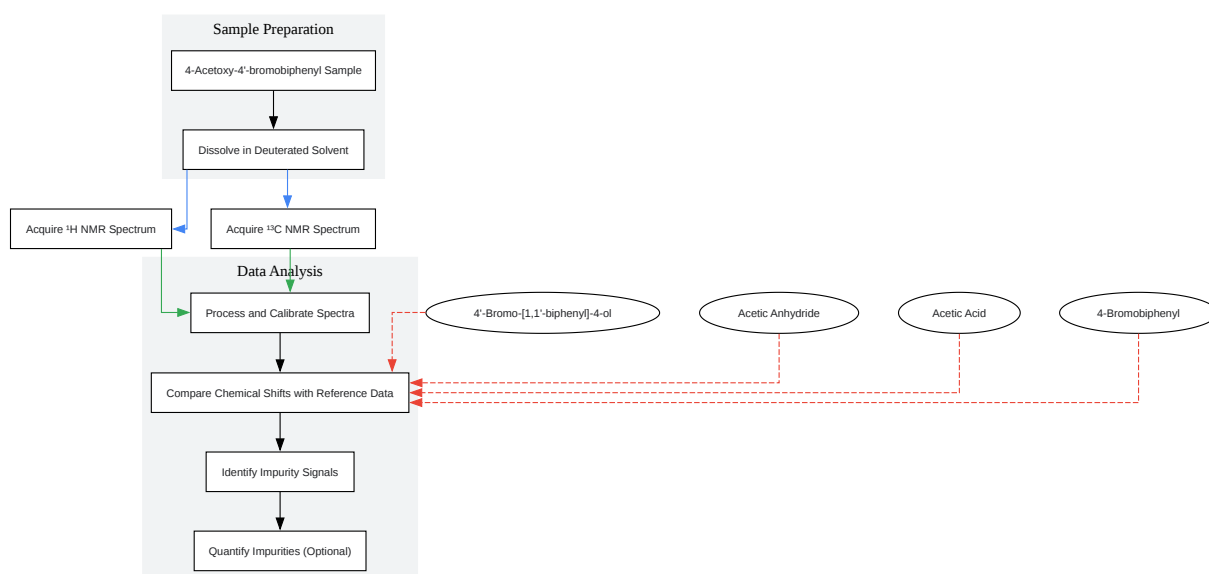 Sample Preparation
4-Acetoxy-4'-bromobiphenyl Sample
Dissolve in Deuterated Solvent
Acquire ¹H NMR Spectrum
Acquire ¹³C NMR Spectrum
Data Analysis
Process and Calibrate Spectra
4'-Bromo-[1,1'-biphenyl]-4-ol
Acetic Anhydride
Acetic Acid
4-Bromobiphenyl
Compare Chemical Shifts with Reference Data
Identify Impurity Signals
Quantify Impurities (Optional)